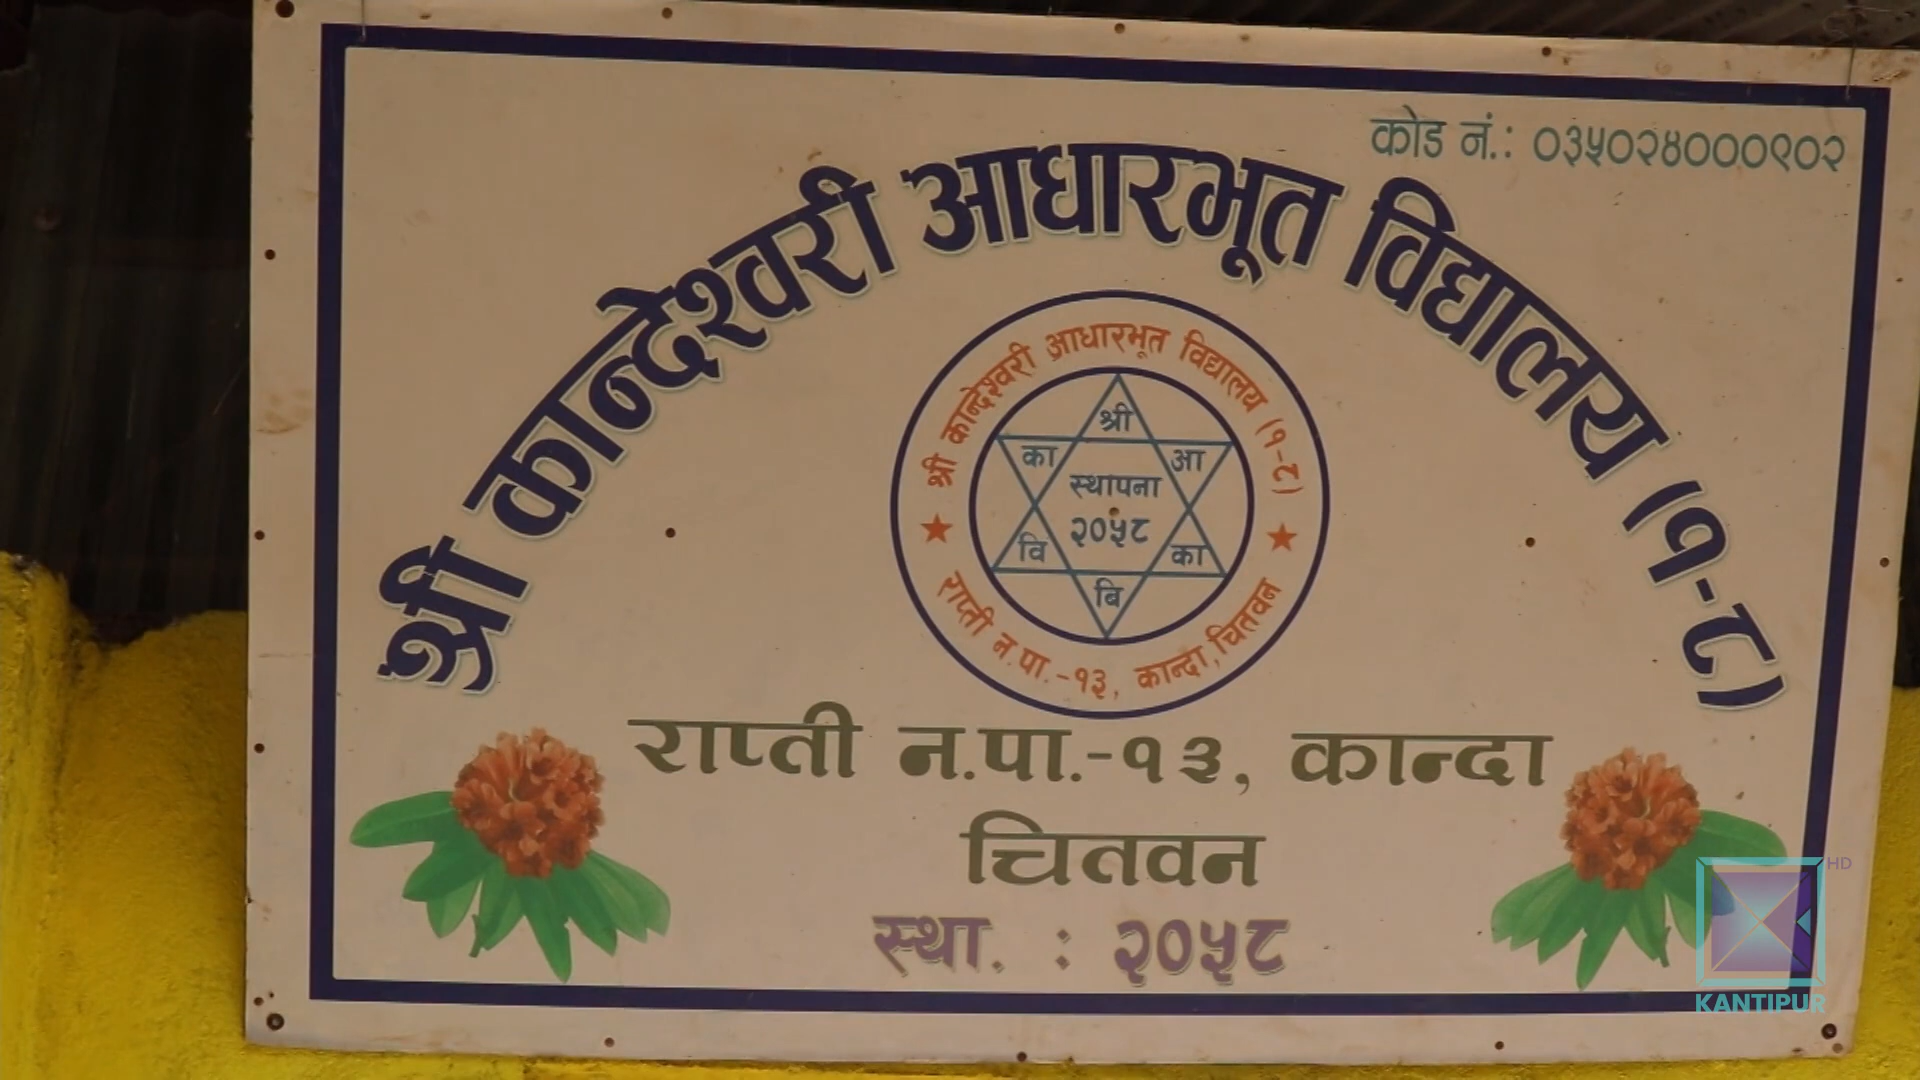 कोड नं.: ०३५०२४०००९०२
श्री कान्देश्वरी आधारभूत विद्यालय (१-८)
श्री कान्देश्वरी आधारभूत विद्यालय (१-८)
श्री
का
आ
स्थापना
२०५८
वि
का
बि
राप्ती न.पा.-१३, कान्दा,चितवन
राप्ती न.पा.-१३, कान्दा
चितवन
स्था. : २०५८
HD
KANTIPUR